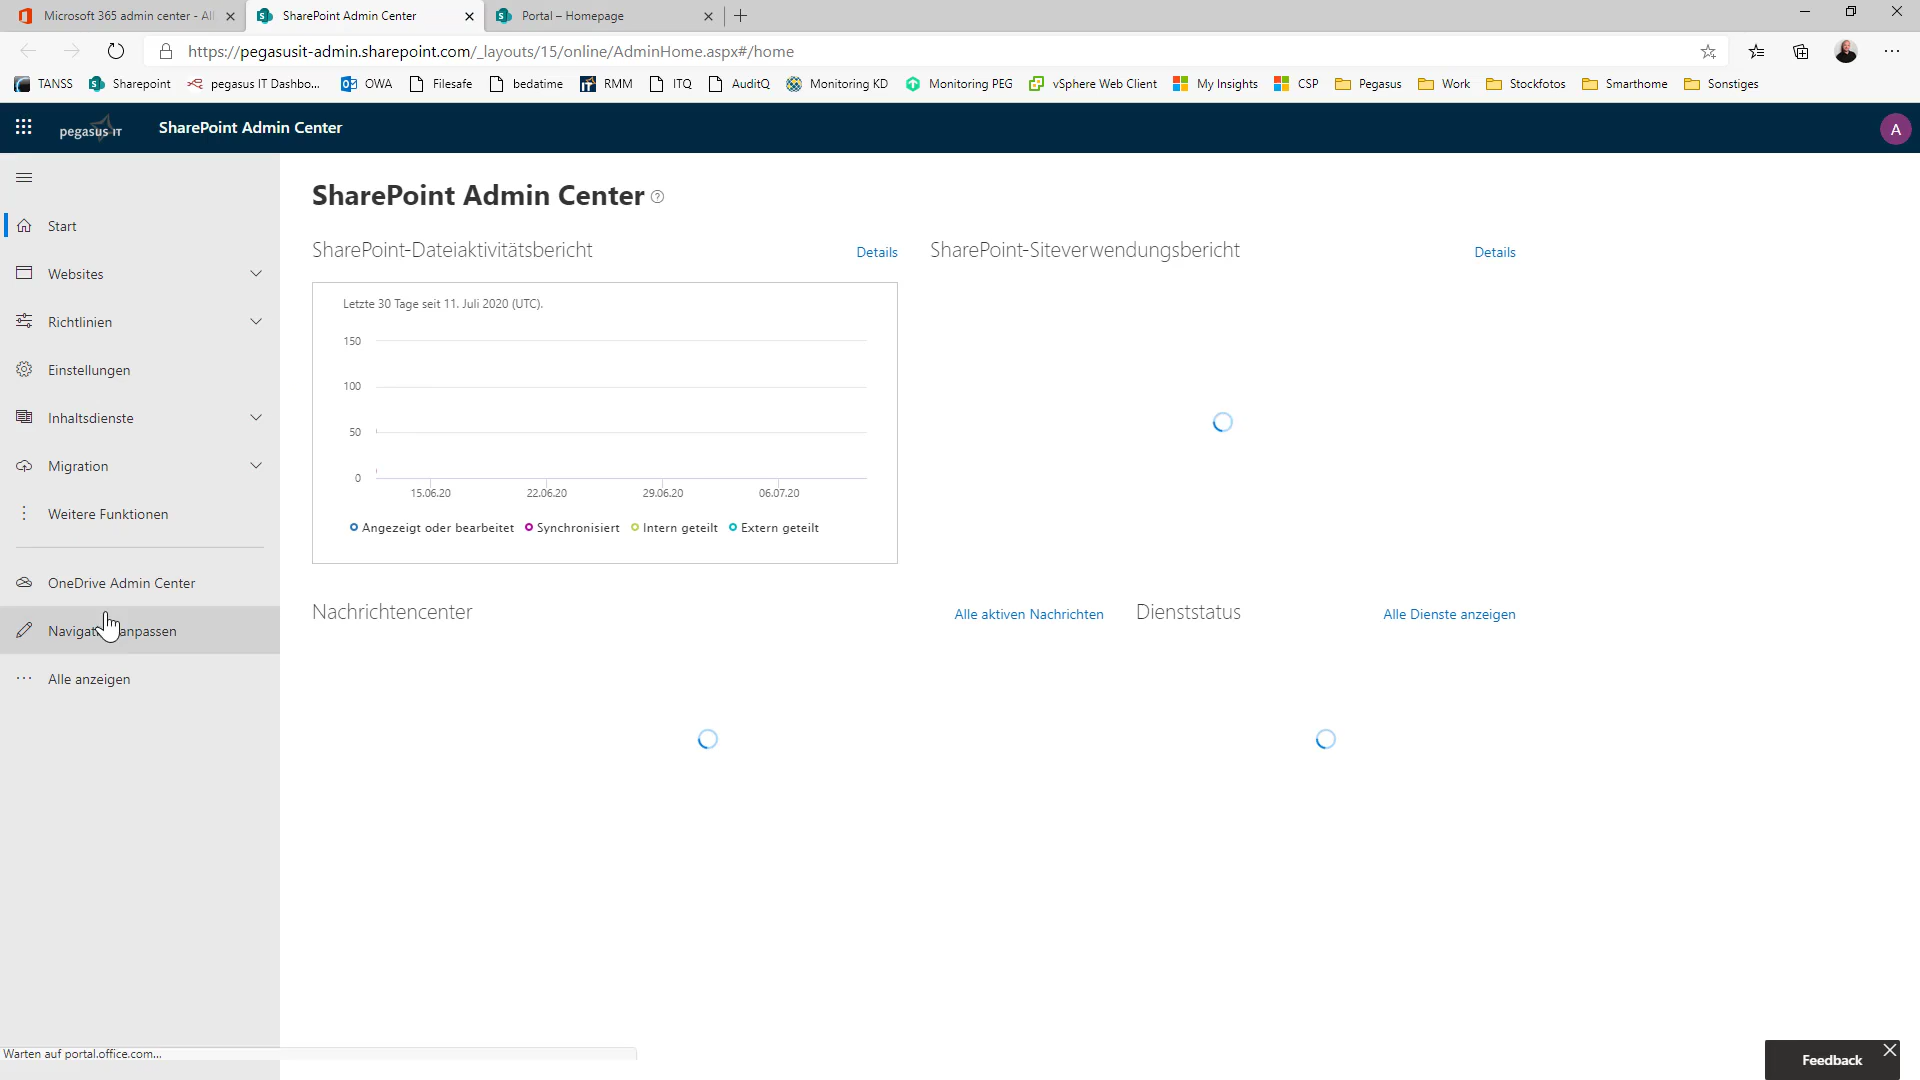 Microsoft 365 admin center - Al
SharePoint Admin Center
Portal – Homepage
https://pegasusit-admin.sharepoint.com/_layouts/15/online/AdminHome.aspx#/home
TANSS
Sharepoint
pegasus IT Dashbo...
OWA
Filesafe
bedatime
RMM
ITQ
AuditQ
Monitoring KD
Monitoring PEG
vSphere Web Client
My Insights
CSP
Pegasus
Work
Stockfotos
Smarthome
Sonstiges
pegasus IT
SharePoint Admin Center
A
Start
Websites
Richtlinien
Einstellungen
Inhaltsdienste
Migration
Weitere Funktionen
OneDrive Admin Center
Navigat anpassen
Alle anzeigen
SharePoint Admin Center
SharePoint-Dateiaktivitätsbericht
Details
Letzte 30 Tage seit 11. Juli 2020 (UTC).
150
100
50
0
15.06.20
22.06.20
29.06.20
06.07.20
Angezeigt oder bearbeitet
Synchronisiert
Intern geteilt
Extern geteilt
SharePoint-Siteverwendungsbericht
Details
Nachrichtencenter
Alle aktiven Nachrichten
Dienststatus
Alle Dienste anzeigen
Warten auf portal.office.com...
Feedback